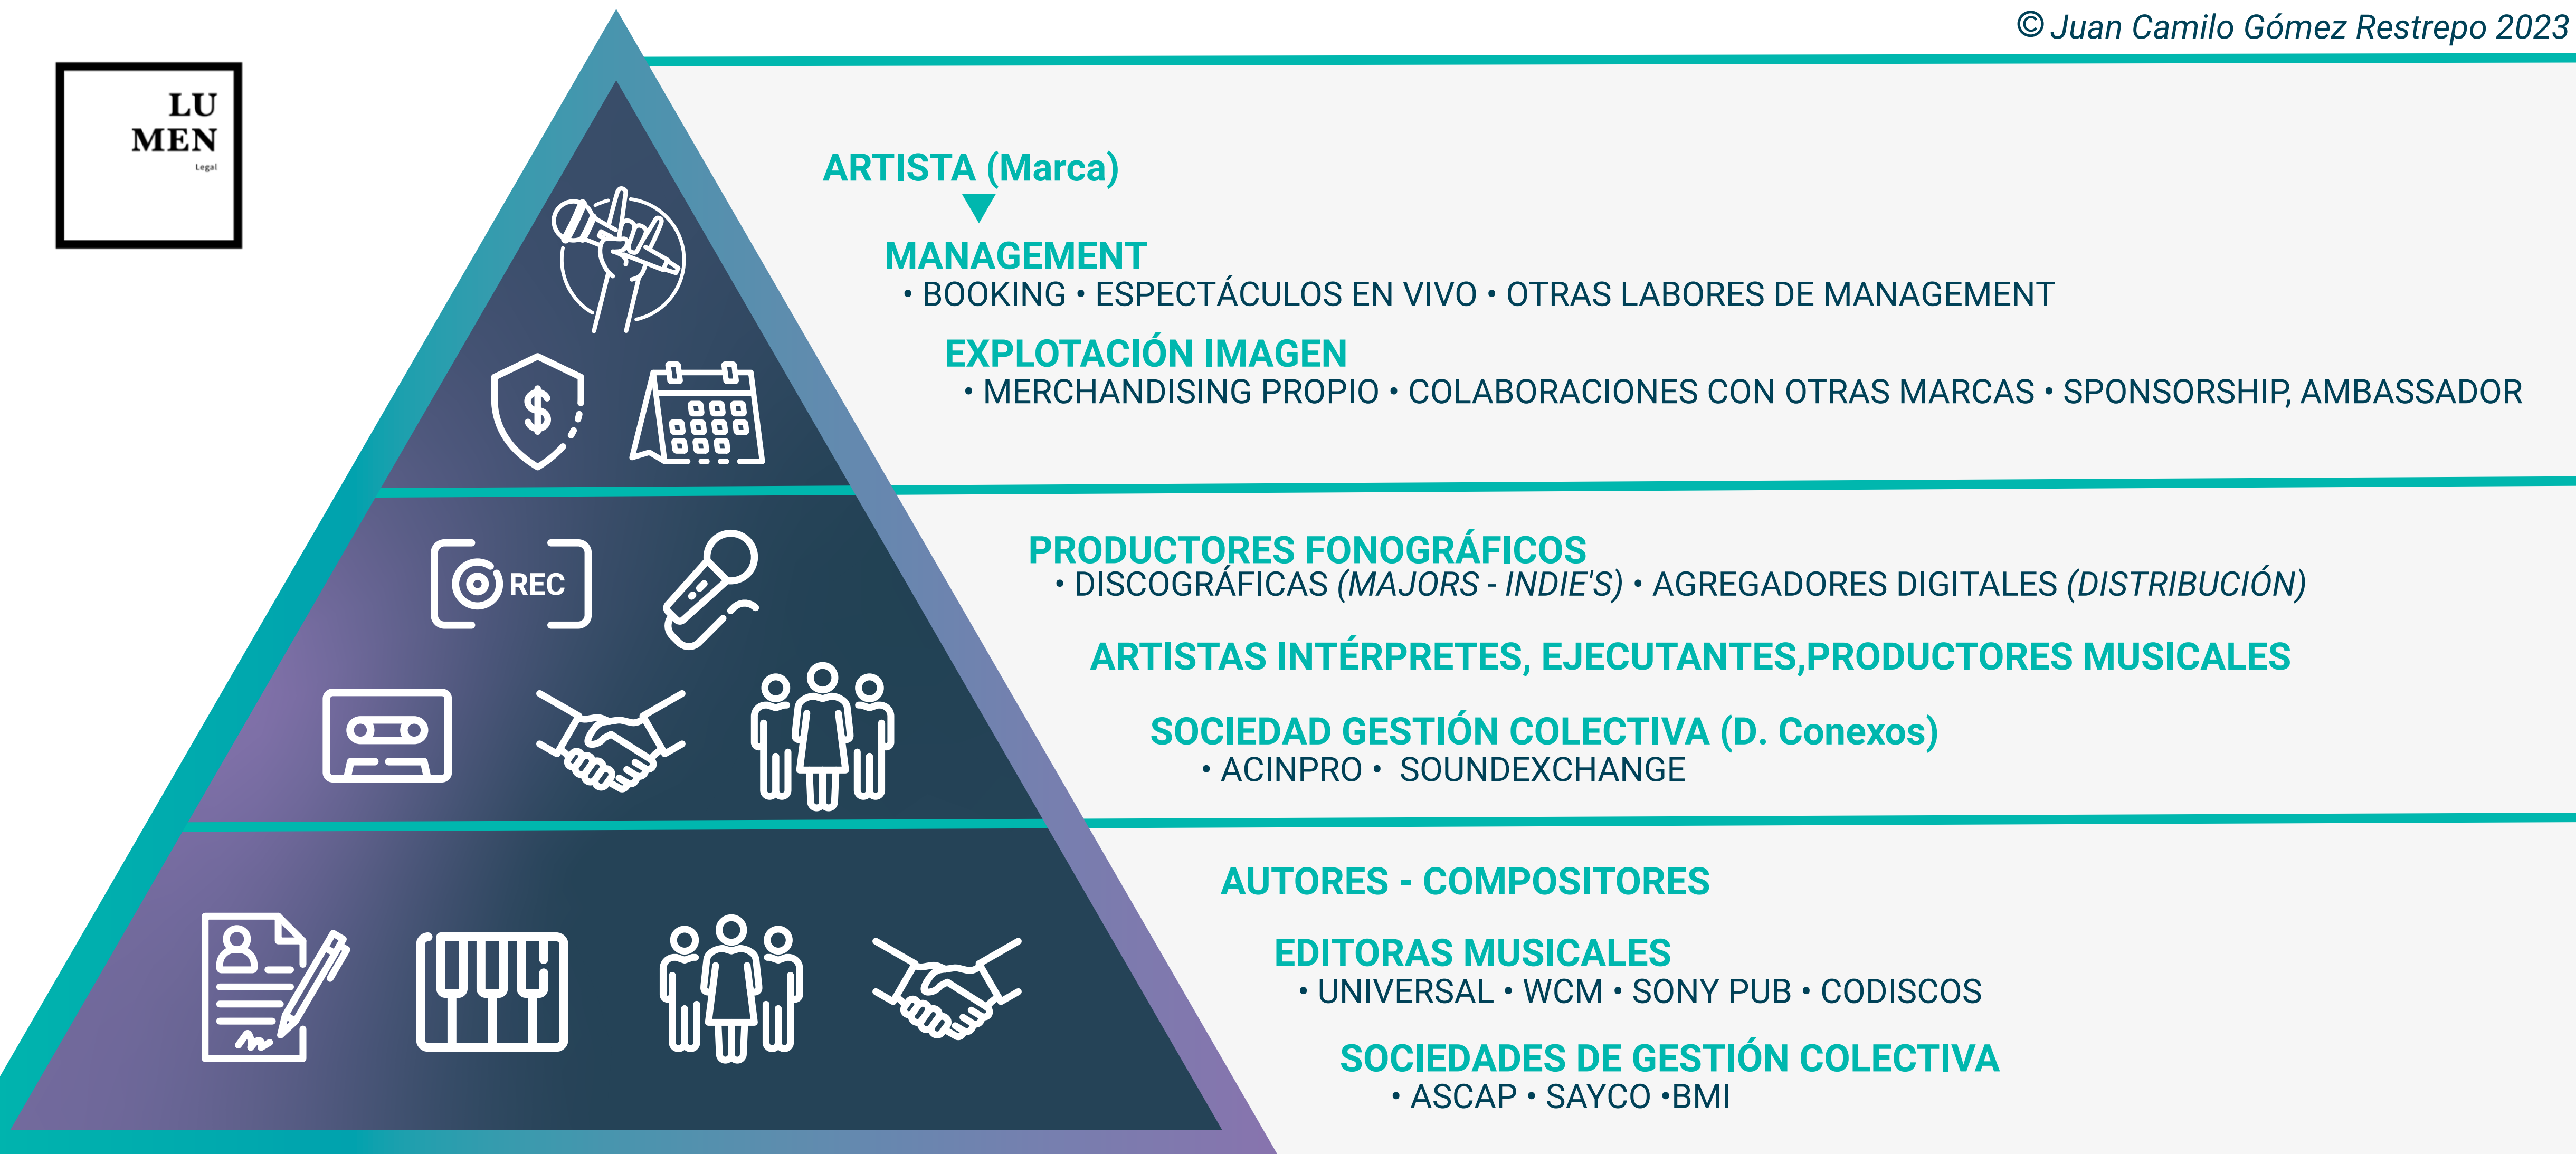 © Juan Camilo Gómez Restrepo 2023
LU
MEN
Legal
ARTISTA (Marca)
MANAGEMENT
• BOOKING • ESPECTÁCULOS EN VIVO • OTRAS LABORES DE MANAGEMENT
EXPLOTACIÓN IMAGEN
• MERCHANDISING PROPIO • COLABORACIONES CON OTRAS MARCAS • SPONSORSHIP, AMBASSADOR
PRODUCTORES FONOGRÁFICOS
• DISCOGRÁFICAS (MAJORS - INDIE'S) • AGREGADORES DIGITALES (DISTRIBUCIÓN)
REC
ARTISTAS INTÉRPRETES, EJECUTANTES,PRODUCTORES MUSICALES
SOCIEDAD GESTIÓN COLECTIVA (D. Conexos)
• ACINPRO • SOUNDEXCHANGE
AUTORES - COMPOSITORES
EDITORAS MUSICALES
• UNIVERSAL • WCM • SONY PUB • CODISCOS
SOCIEDADES DE GESTIÓN COLECTIVA
• ASCAP • SAYCO •BMI